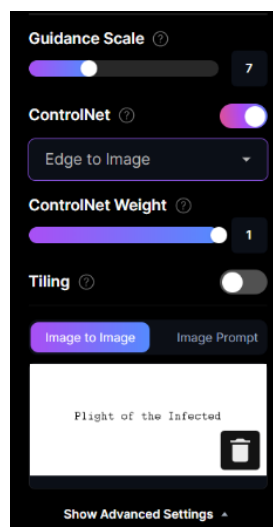 Guidance Scale
7
ControlNet
Edge to Image
ControlNet Weight
1
Tiling
Image to Image Image Prompt
Plight of the Infected
Show Advanced Settings